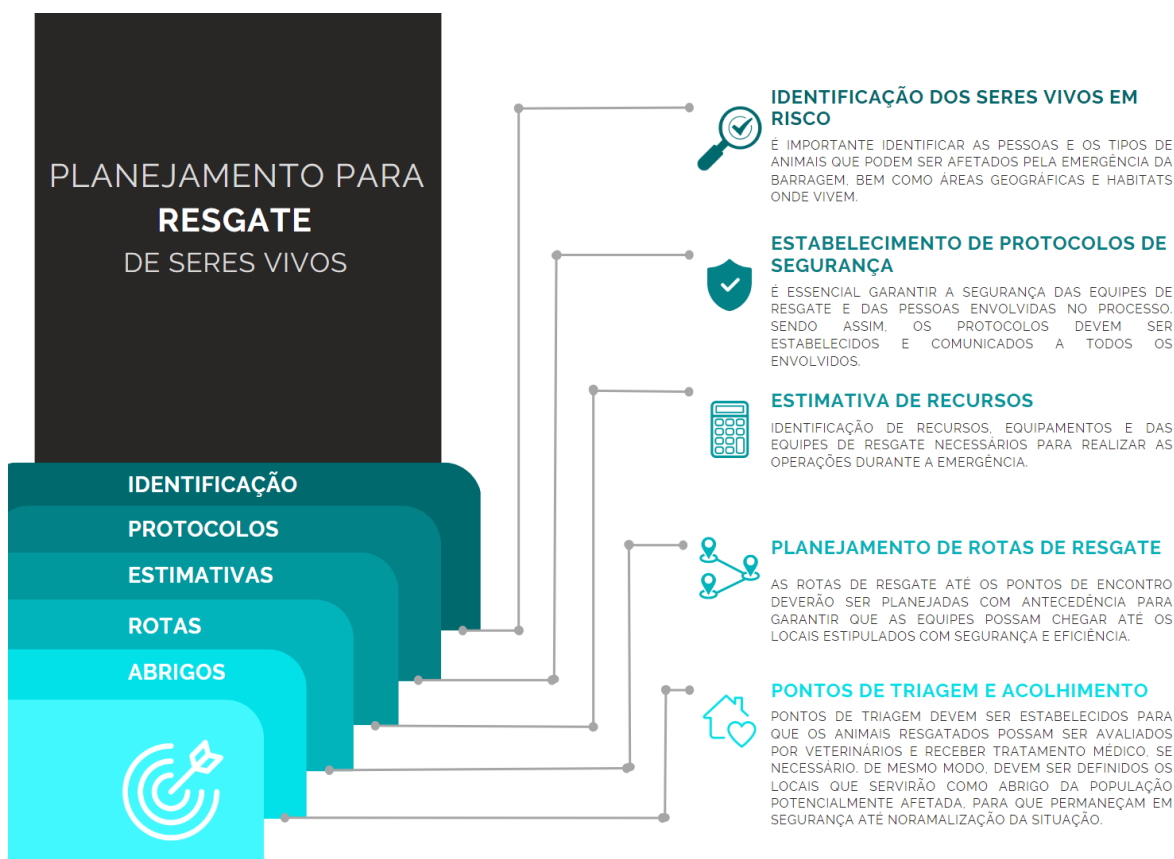 PLANEJAMENTO PARA
RESGATE
DE SERES VIVOS
IDENTIFICAÇÃO
PROTOCOLOS
ESTIMATIVAS
ROTAS
ABRIGOS
IDENTIFICAÇÃO DOS SERES VIVOS EM
RISCO
É IMPORTANTE IDENTIFICAR AS PESSOAS E OS TIPOS DE
ANIMAIS QUE PODEM SER AFETADOS PELA EMERGÊNCIA DA
BARRAGEM, BEM COMO ÁREAS GEOGRÁFICAS E HABITATS
ONDE VIVEM.
ESTABELECIMENTO DE PROTOCOLOS DE
SEGURANÇA
É ESSENCIAL GARANTIR A SEGURANÇA DAS EQUIPES DE
RESGATE E DAS PESSOAS ENVOLVIDAS NO PROCESSO.
SENDO ASSIM, OS PROTOCOLOS DEVEM SER
ESTABELECIDOS E COMUNICADOS A TODOS OS
ENVOLVIDOS.
ESTIMATIVA DE RECURSOS
IDENTIFICAÇÃO DE RECURSOS, EQUIPAMENTOS E DAS
EQUIPES DE RESGATE NECESSÁRIOS PARA REALIZAR AS
OPERAÇÕES DURANTE A EMERGÊNCIA.
PLANEJAMENTO DE ROTAS DE RESGATE
AS ROTAS DE RESGATE ATÉ OS PONTOS DE ENCONTRO
DEVERÃO SER PLANEJADAS COM ANTECEDÊNCIA PARA
GARANTIR QUE AS EQUIPES POSSAM CHEGAR ATÉ OS
LOCAIS ESTIPULADOS COM SEGURANÇA E EFICIÊNCIA.
PONTOS DE TRIAGEM E ACOLHIMENTO
PONTOS DE TRIAGEM DEVEM SER ESTABELECIDOS PARA
QUE OS ANIMAIS RESGATADOS POSSAM SER AVALIADOS
POR VETERINÁRIOS E RECEBER TRATAMENTO MÉDICO, SE
NECESSÁRIO. DE MESMO MODO, DEVEM SER DEFINIDOS OS
LOCAIS QUE SERVIRÃO COMO ABRIGO DA POPULAÇÃO
POTENCIALMENTE AFETADA, PARA QUE PERMANEÇAM EM
SEGURANÇA ATÉ NORAMALIZAÇÃO DA SITUAÇÃO.